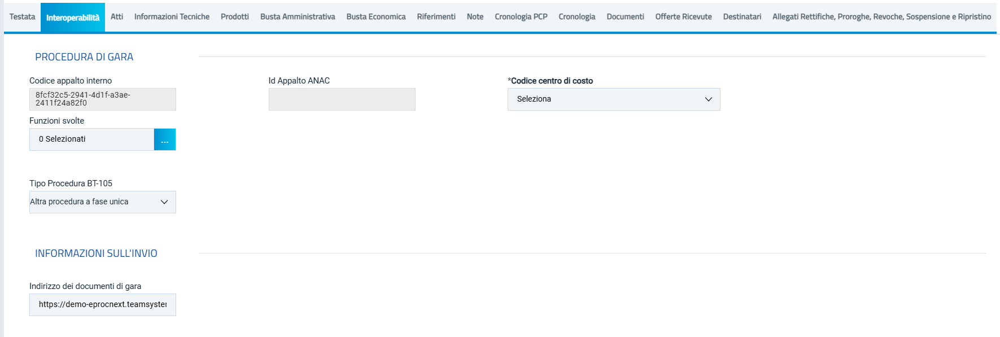 Testata Interoperabilità Atti Informazioni Tecniche Prodotti Busta Amministrativa Busta Economica Riferimenti Note Cronologia PCP Cronologia Documenti Offerte Ricevute Destinatari Allegati Rettifiche, Proroghe, Revoche, Sospensione e Ripristino
PROCEDURA DI GARA
Codice appalto interno Id Appalto ANAC *Codice centro di costo
8fcf32c5-2941-4d1f-a3ae-
2411f24a82f0
Seleziona
Funzioni svolte
0 Selezionati ...
Tipo Procedura BT-105
Altra procedura a fase unica
INFORMAZIONI SULL'INVIO
Indirizzo dei documenti di gara
https://demo-eprocnext.teamsyster